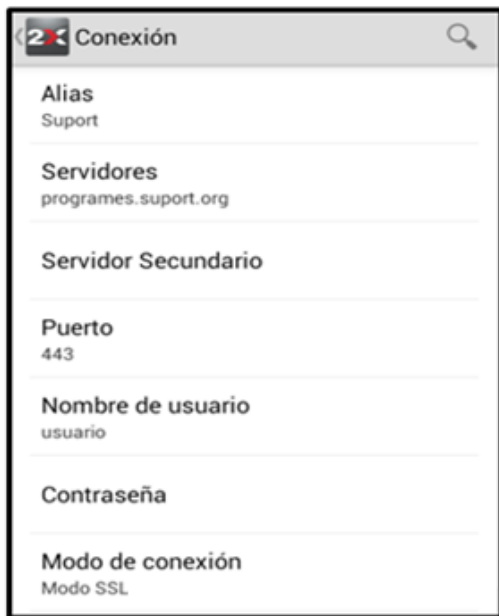 2X Conexión
Alias
Suport
Servidores
programes.suport.org
Servidor Secundario
Puerto
443
Nombre de usuario
usuario
Contraseña
Modo de conexión
Modo SSL